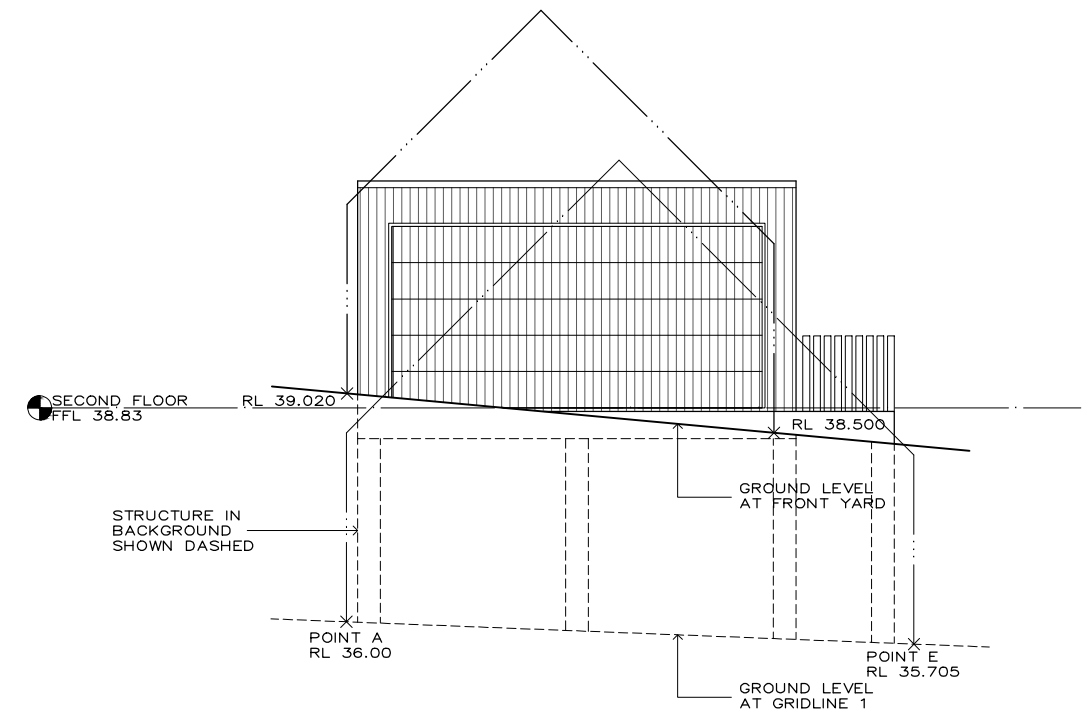 SECOND FLOOR
FFL 38.83
RL 39.020
RL 38.500
GROUND LEVEL
AT FRONT YARD
STRUCTURE IN
BACKGROUND
SHOWN DASHED
POINT A
RL 36.00
POINT E
RL 35.705
GROUND LEVEL
AT GRIDLINE 1